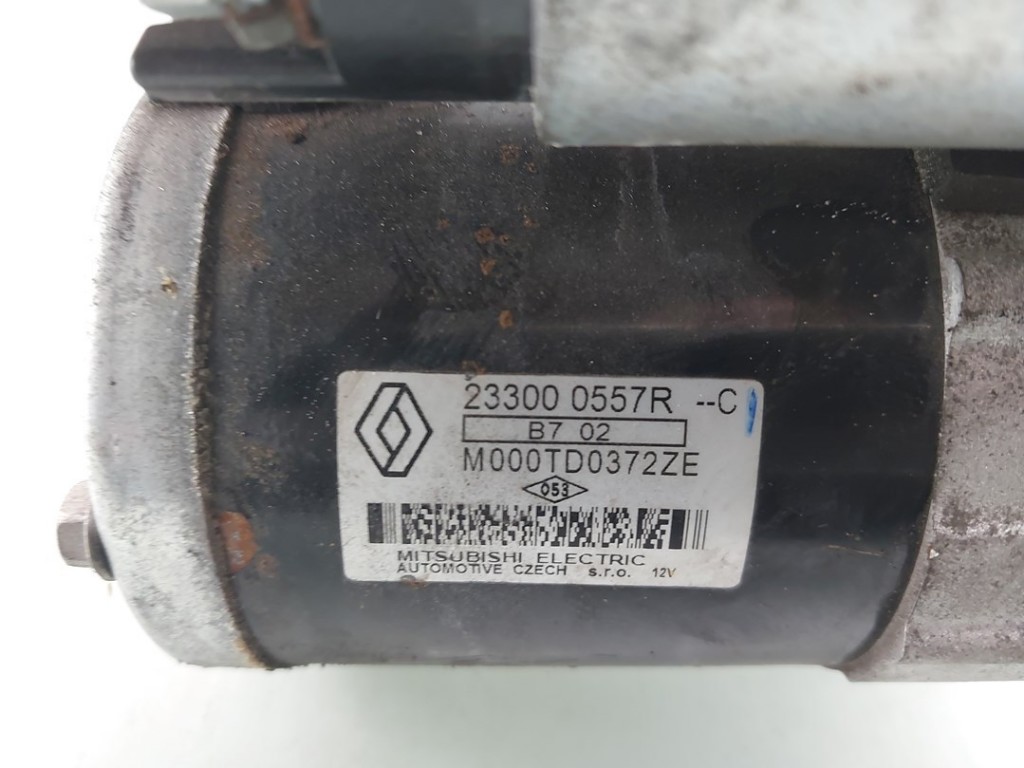 23300 0557R --C
B7 02
M000TD0372ZE
053
MITSUBISHI ELECTRIC
AUTOMOTIVE CZECH s.r.o. 12V